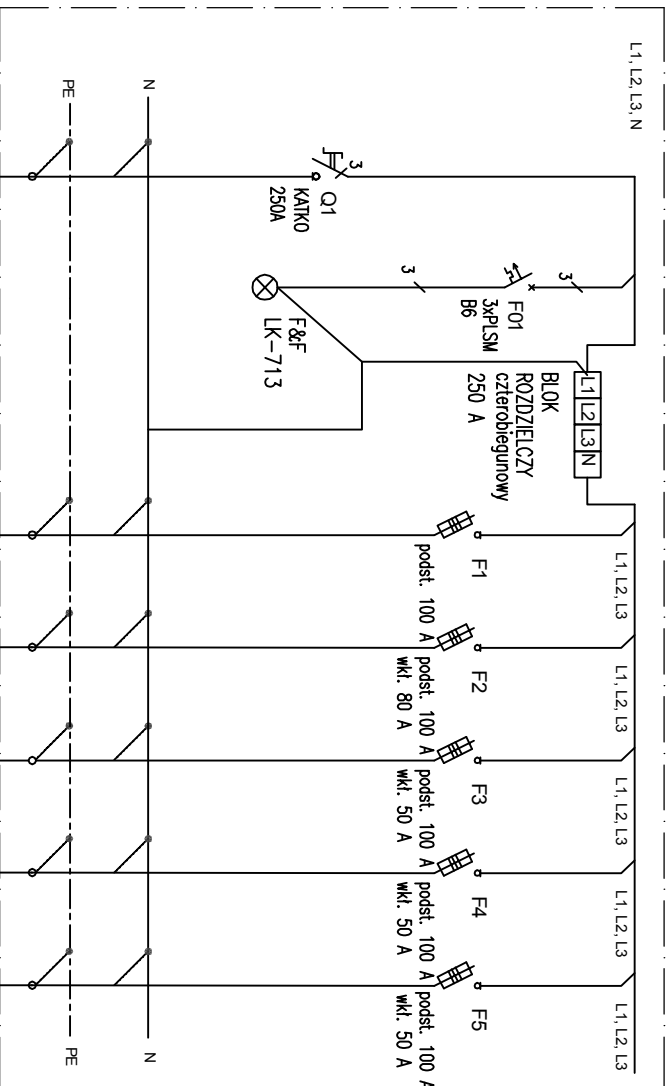 L1, L2, L3, N
L1, L2, L3
L1, L2, L3
L1, L2, L3
L1, L2, L3
L1, L2, L3
L1 L2 L3 N
BLOK
ROZDZIELCZY
czterobiegunowy
250 A
3
F01
3xPLSM
B6
3
3
Q1
KATKO
250A
F&F
LK-713
F1
podst. 100 A
F2
podst. 100 A
wkł. 80 A
F3
podst. 100 A
wkł. 50 A
F4
podst. 100 A
wkł. 50 A
F5
podst. 100 A
wkł. 50 A
N
N
PE
PE